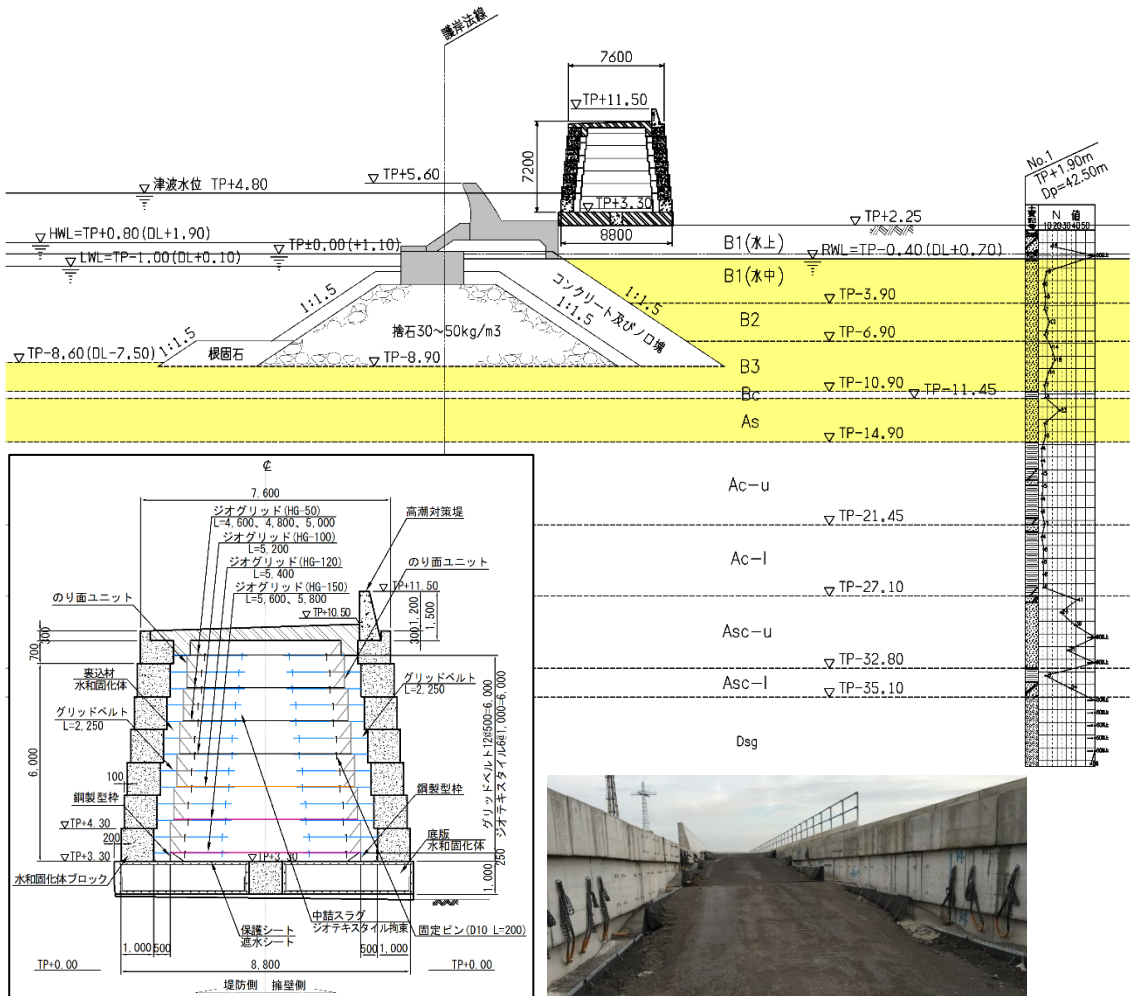 護岸法線
7600
▽TP+11.50
7200
▽TP+3.30
8800
▽TP+5.60
▽ 津波水位 TP+4.80
▽HWL=TP+0.80(DL+1.90)
▽TP±0.00(+1.10)
▽LWL=TP-1.00(DL+0.10)
▽TP+2.25
B1(水上)
▽RWL=TP-0.40(DL+0.70)
B1(水中)
1:1.5
1:1.5
コンクリート及びノロ塊
1:1.5
1:1.5
捨石30~50kg/m3
根固石
▽TP-8.60(DL-7.50)
▽TP-8.90
▽ TP-3.90
B2
▽TP-6.90
B3
▽TP-10.90
▽ TP-11.45
Bc
As
▽TP-14.90
Ac-u
▽ TP-21.45
Ac-l
▽TP-27.10
Asc-u
▽TP-32.80
Asc-l
▽TP-35.10
Dsg
No.1
TP+1.90m
Dp=42.50m
N 値
10 20 30 40 50
7,600
ジオグリッド(HG-50)
L=4,600、4,800、5,000
ジオグリッド(HG-100)
L=5,200
ジオグリッド(HG-120)
L=5,400
ジオグリッド(HG-150)
L=5,600、5,800
高潮対策堤
のり面ユニット
のり面ユニット
▽TP+11.50
▽TP+10.50
1,200
300
1,500
300
700
6,000
裏込材
水和固化体
グリッドベルト
L=2,250
グリッドベルト
L=2,250
グリッドベルト12@500=6,000
ジオテキスタイル6@1,000=6,000
100
鋼製型枠
鋼製型枠
▽TP+4.30
200
▽TP+3.30
▽TP+3.30
底版
水和固化体
250
1,000
水和固化体ブロック
中詰スラグ
ジオテキスタイル拘束
保護シート
遮水シート
固定ピン(D10 L=200)
1,000
500
500
1,000
8,800
TP±0.00
TP±0.00
堤防側 擁壁側